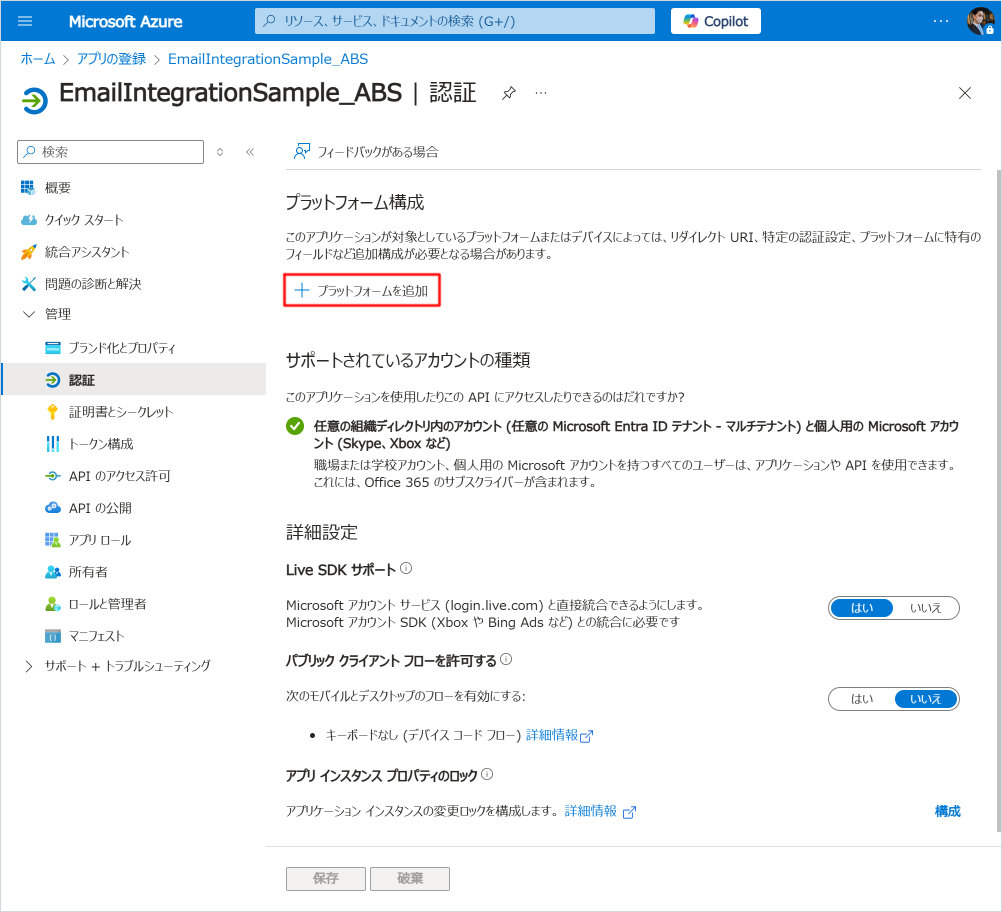 Microsoft Azure
リソース、サービス、ドキュメントの検索 (G+/)
Copilot
ホーム > アプリの登録 > EmailIntegrationSample_ABS
EmailIntegrationSample_ABS | 認証
検索
フィードバックがある場合
概要
クイック スタート
統合アシスタント
問題の診断と解決
管理
ブランド化とプロパティ
認証
証明書とシークレット
トークン構成
API のアクセス許可
API の公開
アプリ ロール
所有者
ロールと管理者
マニフェスト
サポート + トラブルシューティング
プラットフォーム構成
このアプリケーションが対象としているプラットフォームまたはデバイスによっては、リダイレクト URI、特定の認証設定、プラットフォームに特有の
フィールドなど追加構成が必要となる場合があります。
プラットフォームを追加
サポートされているアカウントの種類
このアプリケーションを使用したりこの API にアクセスしたりできるのはだれですか?
任意の組織ディレクトリ内のアカウント (任意の Microsoft Entra ID テナント - マルチテナント) と個人用の Microsoft アカウ
ント (Skype、Xbox など)
職場または学校アカウント、個人用の Microsoft アカウントを持つすべてのユーザーは、アプリケーションや API を使用できます。
これには、Office 365 のサブスクライバーが含まれます。
詳細設定
Live SDK サポート
Microsoft アカウント サービス (login.live.com) と直接統合できるようにします。
Microsoft アカウント SDK (Xbox や Bing Ads など) との統合に必要です
はい いいえ
パブリック クライアント フローを許可する
次のモバイルとデスクトップのフローを有効にする:
はい いいえ
• キーボードなし (デバイス コード フロー) 詳細情報
アプリ インスタンス プロパティのロック
アプリケーション インスタンスの変更ロックを構成します。 詳細情報
構成
保存 破棄